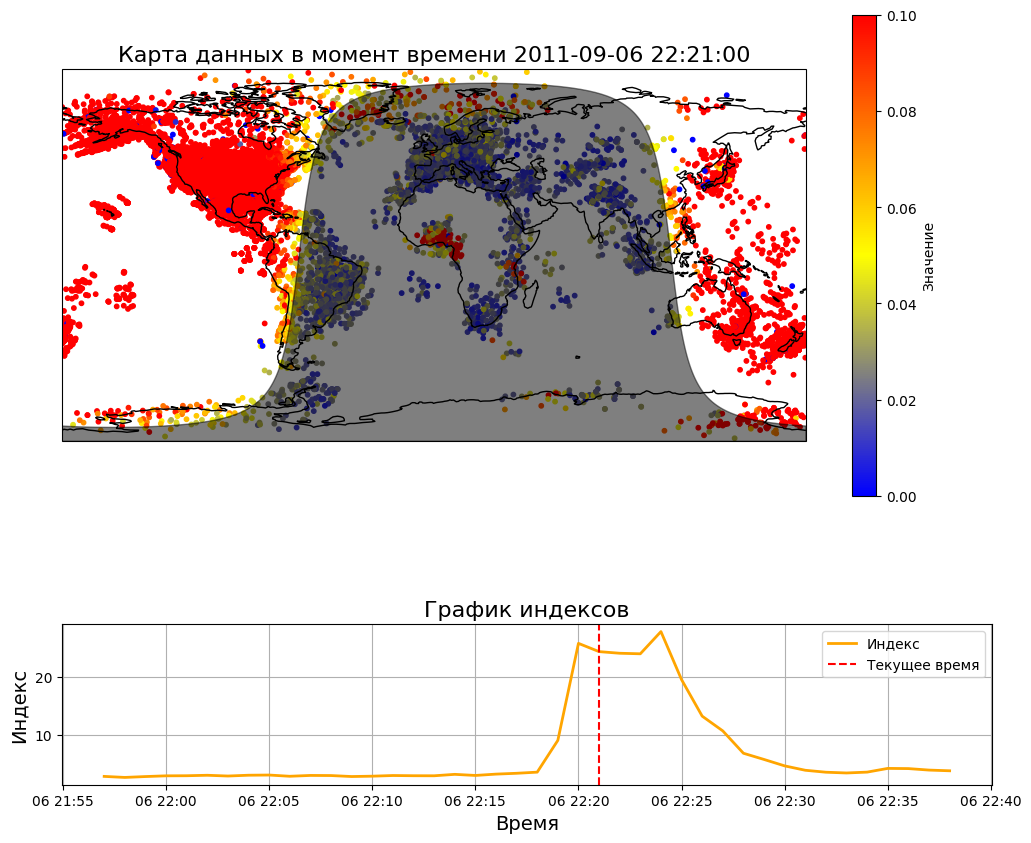 Карта данных в момент времени 2011-09-06 22:21:00
0.10
0.08
0.06
0.04
0.02
0.00
Значение
График индексов
Индекс
Текущее время
20
10
Индекс
06 21:55 06 22:00 06 22:05 06 22:10 06 22:15 06 22:20 06 22:25 06 22:30 06 22:35 06 22:40
Время